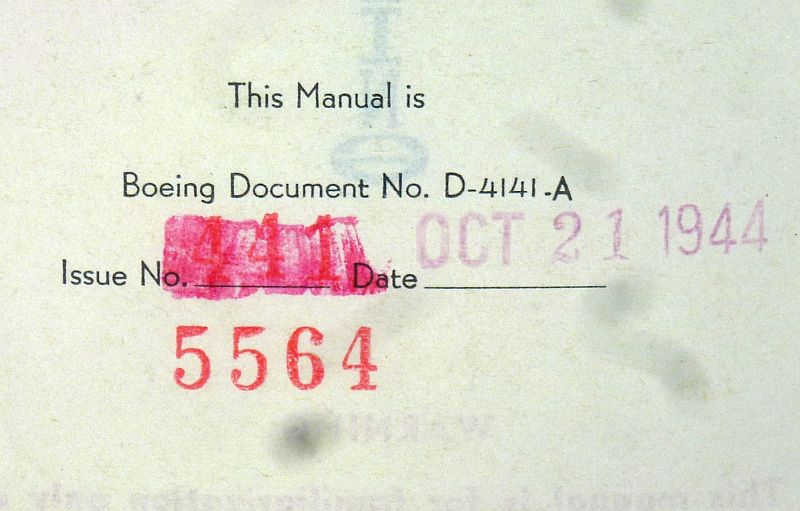 This Manual is
Boeing Document No. D-4141-A
441 OCT 21 1944
Issue No. Date
5564